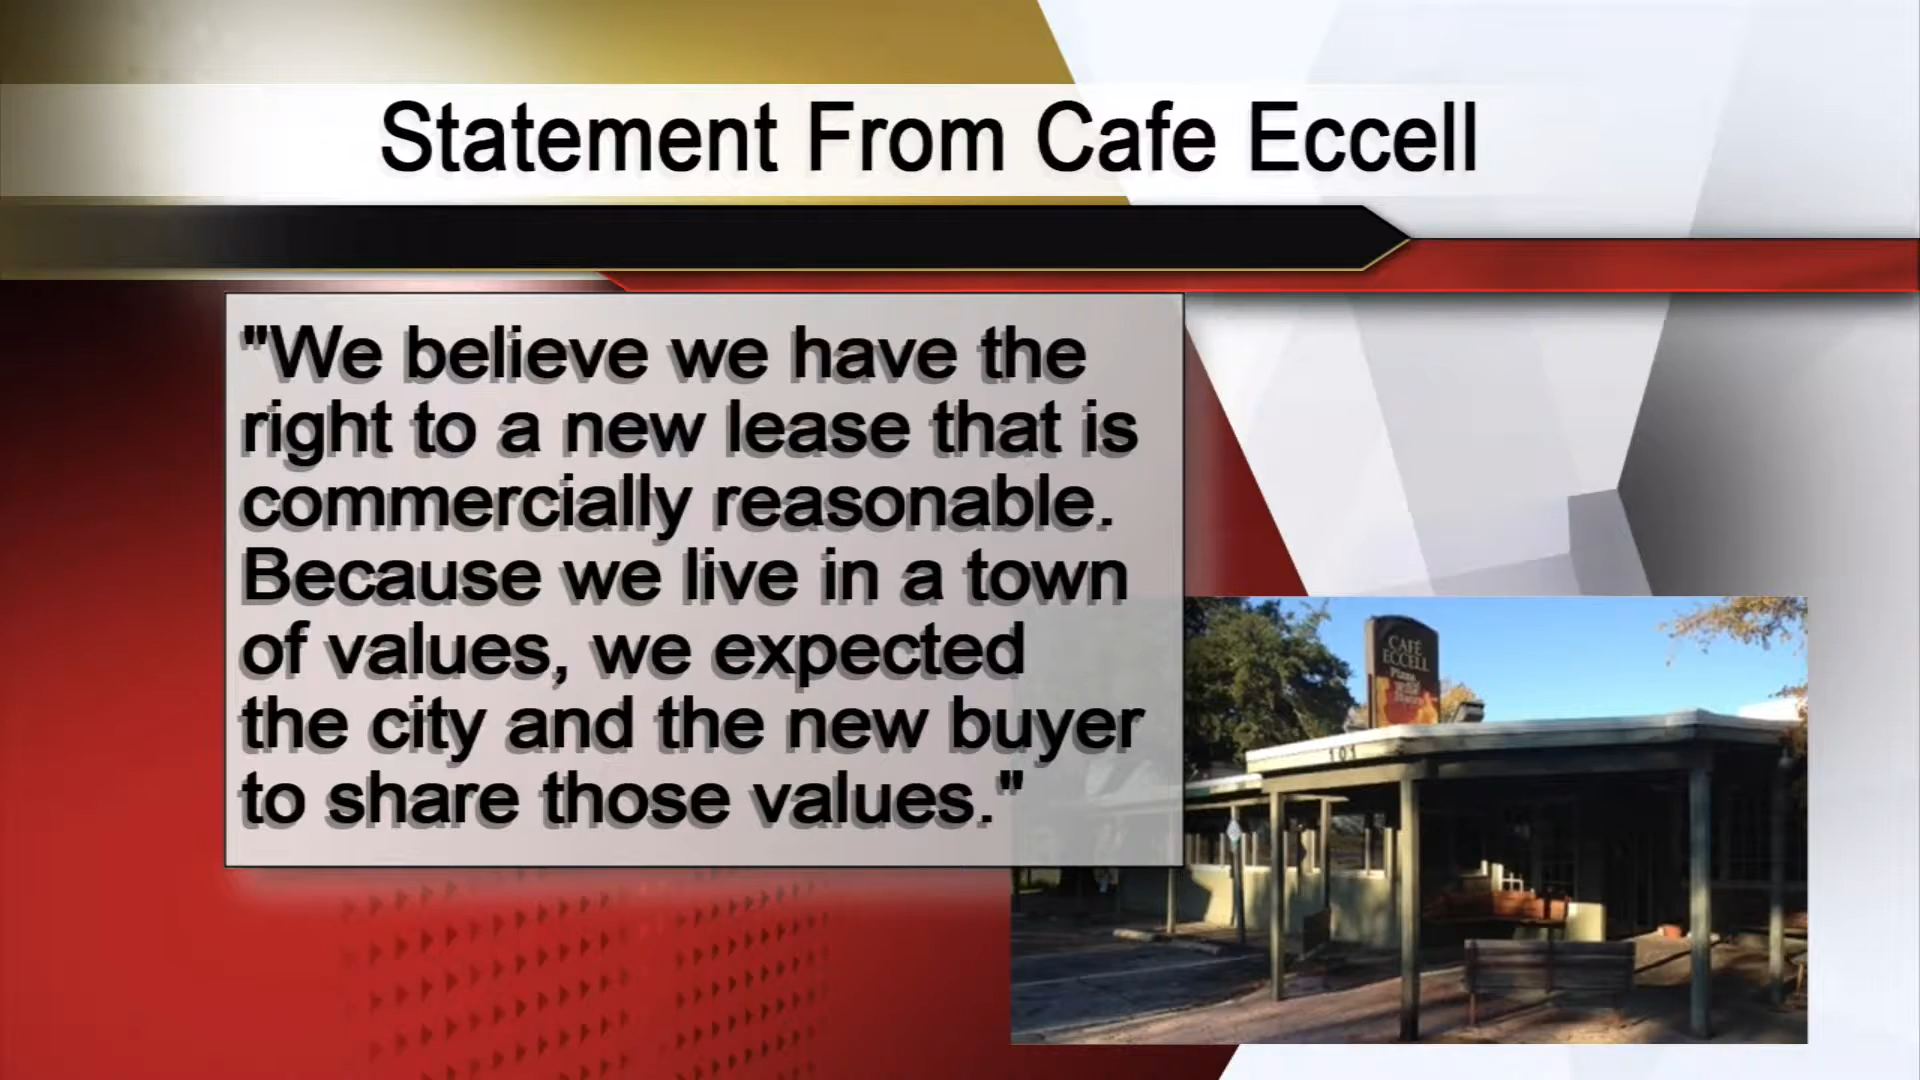 Statement From Cafe Eccell
"We believe we have the
right to a new lease that is
commercially reasonable.
Because we live in a town
of values, we expected
the city and the new buyer
to share those values."
CAFÉ
ECCELL
101